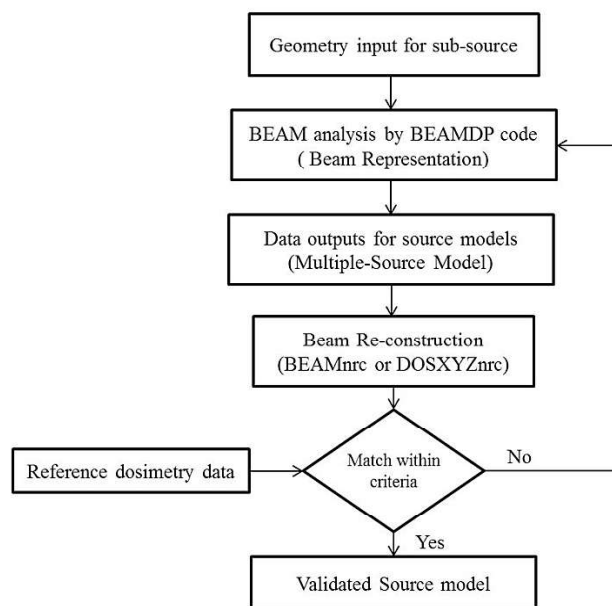 Geometry input for sub-source
BEAM analysis by BEAMDP code
( Beam Representation)
Data outputs for source models
(Multiple-Source Model)
Beam Re-construction
(BEAMnrc or DOSXYZnrc)
Reference dosimetry data
Match within
criteria
No
Yes
Validated Source model